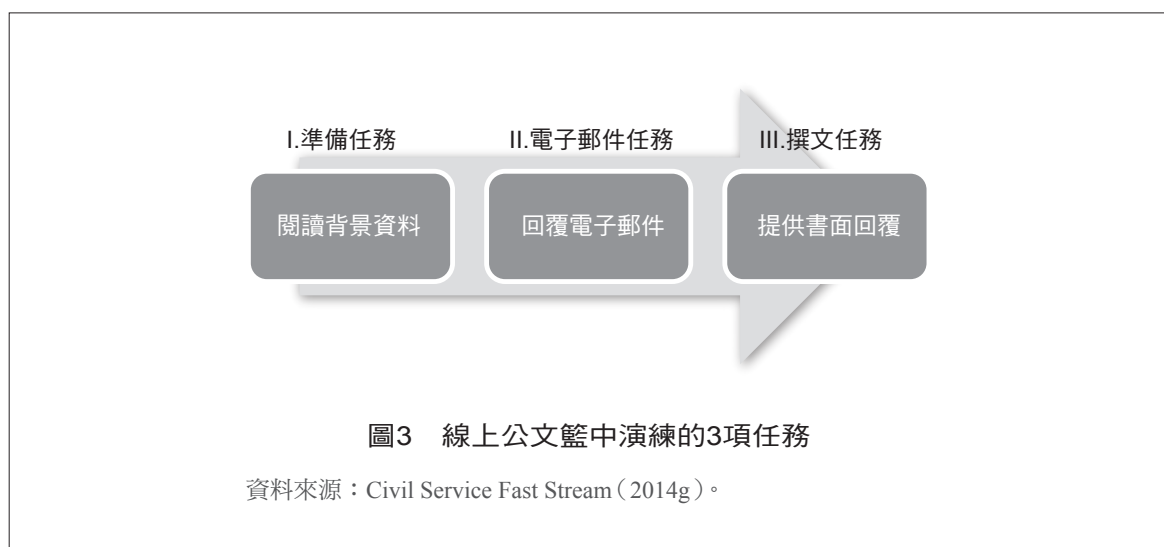 I.準備任務
II.電子郵件任務
III.撰文任務
閱讀背景資料
回覆電子郵件
提供書面回覆
圖3　線上公文籃中演練的3項任務
資料來源：Civil Service Fast Stream（2014g）。